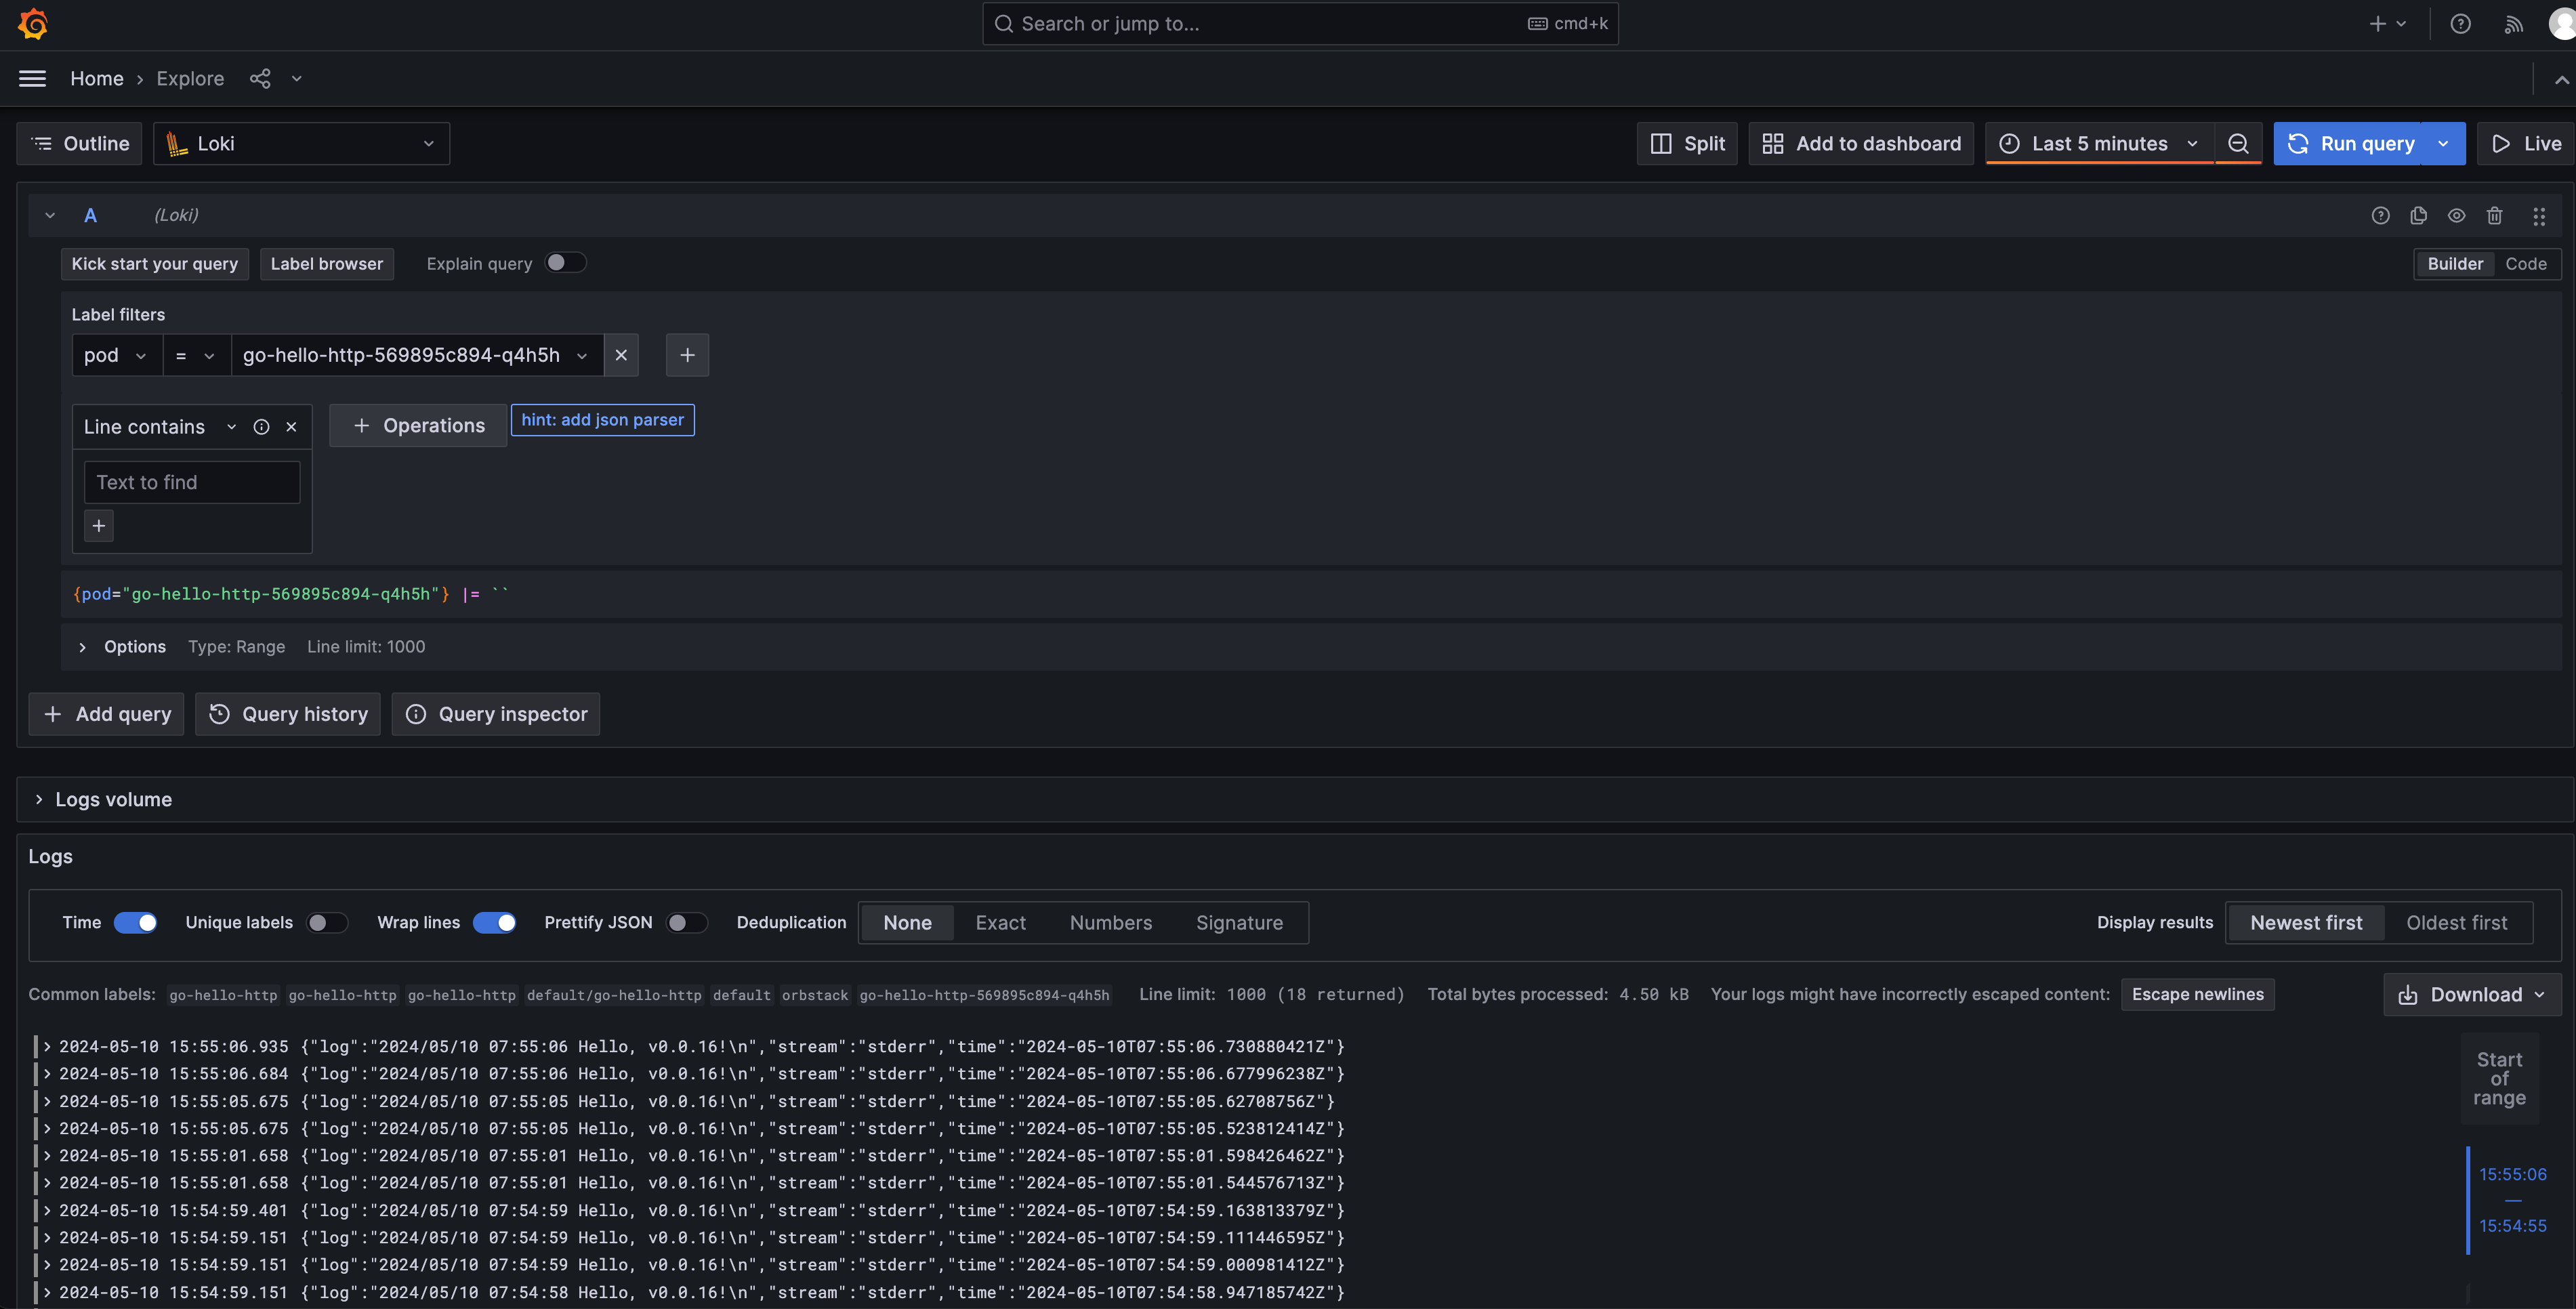 Search or jump to... cmd+k
Home › Explore
Outline Loki Split Add to dashboard Last 5 minutes Run query Live
A (Loki)
Kick start your query Label browser Explain query Builder Code
Label filters
pod = go-hello-http-569895c894-q4h5h
Line contains Operations hint: add json parser
Text to find
{pod="go-hello-http-569895c894-q4h5h"} |= ``
Options Type: Range Line limit: 1000
Add query Query history Query inspector
Logs volume
Logs
Time Unique labels Wrap lines Prettify JSON Deduplication None Exact Numbers Signature Display results Newest first Oldest first
Common labels: go-hello-http go-hello-http go-hello-http default/go-hello-http default orbstack go-hello-http-569895c894-q4h5h Line limit: 1000 (18 returned) Total bytes processed: 4.50 kB Your logs might have incorrectly escaped content: Escape newlines Download
2024-05-10 15:55:06.935 {"log":"2024/05/10 07:55:06 Hello, v0.0.16!\n","stream":"stderr","time":"2024-05-10T07:55:06.730880421Z"}
2024-05-10 15:55:06.684 {"log":"2024/05/10 07:55:06 Hello, v0.0.16!\n","stream":"stderr","time":"2024-05-10T07:55:06.677996238Z"}
2024-05-10 15:55:05.675 {"log":"2024/05/10 07:55:05 Hello, v0.0.16!\n","stream":"stderr","time":"2024-05-10T07:55:05.62708756Z"}
2024-05-10 15:55:05.675 {"log":"2024/05/10 07:55:05 Hello, v0.0.16!\n","stream":"stderr","time":"2024-05-10T07:55:05.523812414Z"}
2024-05-10 15:55:01.658 {"log":"2024/05/10 07:55:01 Hello, v0.0.16!\n","stream":"stderr","time":"2024-05-10T07:55:01.598426462Z"}
2024-05-10 15:55:01.658 {"log":"2024/05/10 07:55:01 Hello, v0.0.16!\n","stream":"stderr","time":"2024-05-10T07:55:01.544576713Z"}
2024-05-10 15:54:59.401 {"log":"2024/05/10 07:54:59 Hello, v0.0.16!\n","stream":"stderr","time":"2024-05-10T07:54:59.163813379Z"}
2024-05-10 15:54:59.151 {"log":"2024/05/10 07:54:59 Hello, v0.0.16!\n","stream":"stderr","time":"2024-05-10T07:54:59.111446595Z"}
2024-05-10 15:54:59.151 {"log":"2024/05/10 07:54:59 Hello, v0.0.16!\n","stream":"stderr","time":"2024-05-10T07:54:59.000981412Z"}
2024-05-10 15:54:59.151 {"log":"2024/05/10 07:54:58 Hello, v0.0.16!\n","stream":"stderr","time":"2024-05-10T07:54:58.947185742Z"}
Start
of
range
15:55:06
—
15:54:55